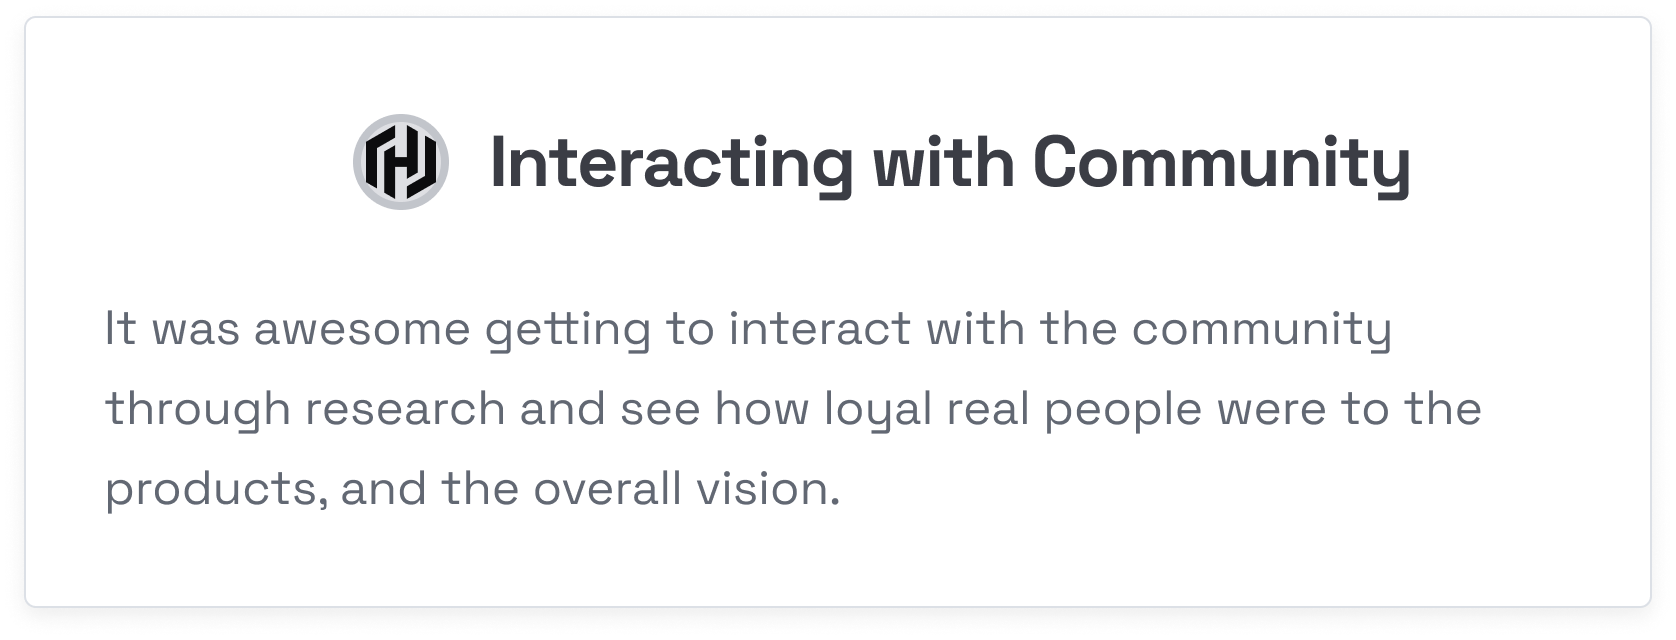 Interacting with Community
It was awesome getting to interact with the community
through research and see how loyal real people were to the
products, and the overall vision.